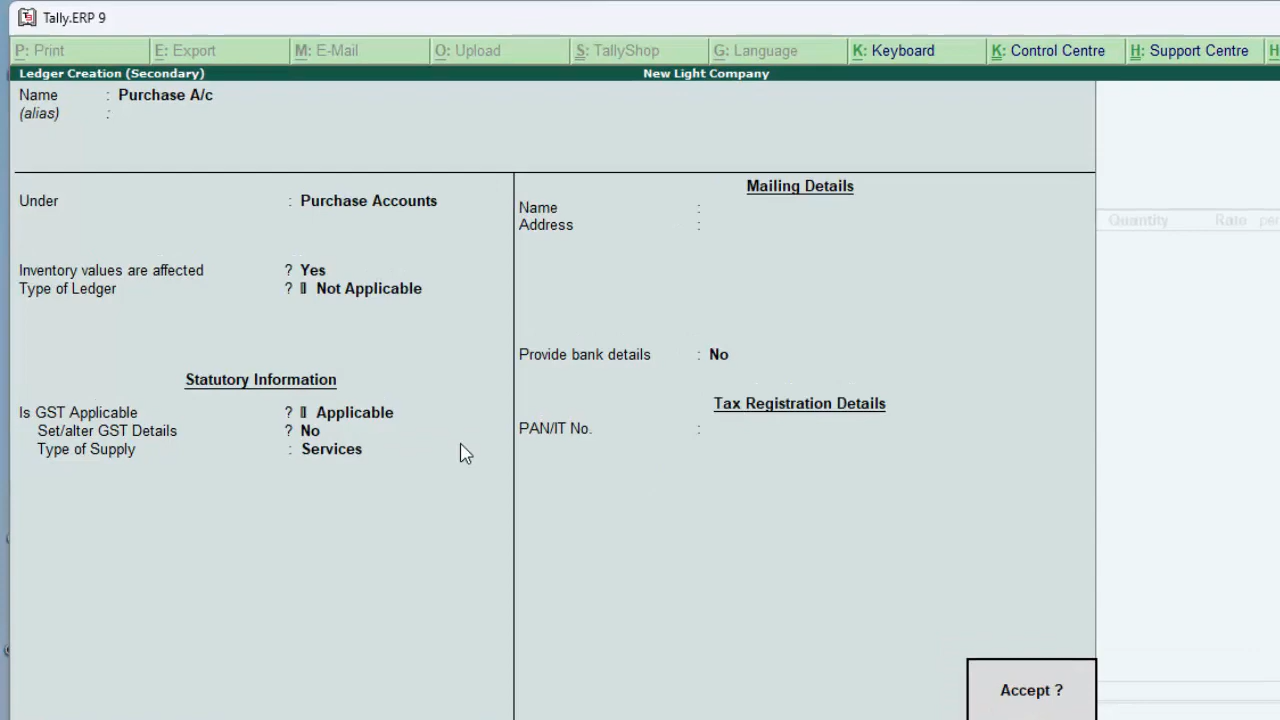 Tally.ERP 9
P: Print E: Export M: E-Mail O: Upload S: TallyShop G: Language K: Keyboard K: Control Centre H: Support Centre H
Ledger Creation (Secondary) New Light Company
Name : Purchase A/c
(alias) :
Under : Purchase Accounts
Inventory values are affected ? Yes
Type of Ledger ? Not Applicable
Statutory Information
Is GST Applicable ? Applicable
Set/alter GST Details ? No
Type of Supply : Services
Mailing Details
Name :
Address :
Provide bank details : No
Tax Registration Details
PAN/IT No. :
Quantity Rate per
Accept ?